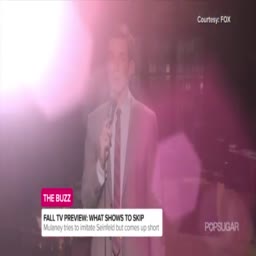 Courtesy: FOX
THE BUZZ
FALL TV PREVIEW: WHAT SHOWS TO SKIP
Mulaney tries to imitate Seinfeld but comes up short
POPSUGAR